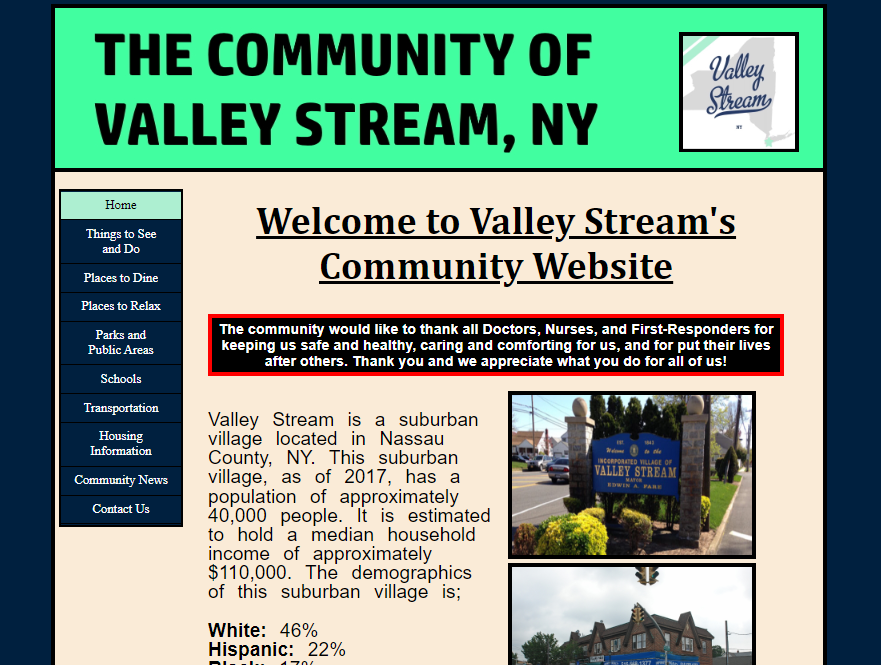 THE COMMUNITY OF
VALLEY STREAM, NY
Valley
Stream
NY
Home
Things to See
and Do
Places to Dine
Places to Relax
Parks and
Public Areas
Schools
Transportation
Housing
Information
Community News
Contact Us
Welcome to Valley Stream's
Community Website
The community would like to thank all Doctors, Nurses, and First-Responders for
keeping us safe and healthy, caring and comforting for us, and for put their lives
after others. Thank you and we appreciate what you do for all of us!
Valley Stream is a suburban
village located in Nassau
County, NY. This suburban
village, as of 2017, has a
population of approximately
40,000 people. It is estimated
to hold a median household
income of approximately
$110,000. The demographics
of this suburban village is;
White: 46%
Hispanic: 22%
Black: 17%
Welcome to the
INCORPORATED VILLAGE OF
VALLEY STREAM
MAYOR
EDWIN A. FARE